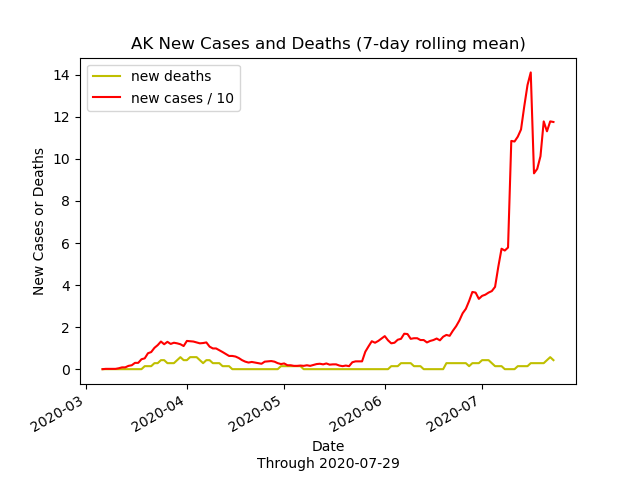 AK New Cases and Deaths (7-day rolling mean)
new deaths
new cases / 10
14
12
10
8
6
4
2
0
New Cases or Deaths
2020-03
2020-04
2020-05
2020-06
2020-07
Date
Through 2020-07-29